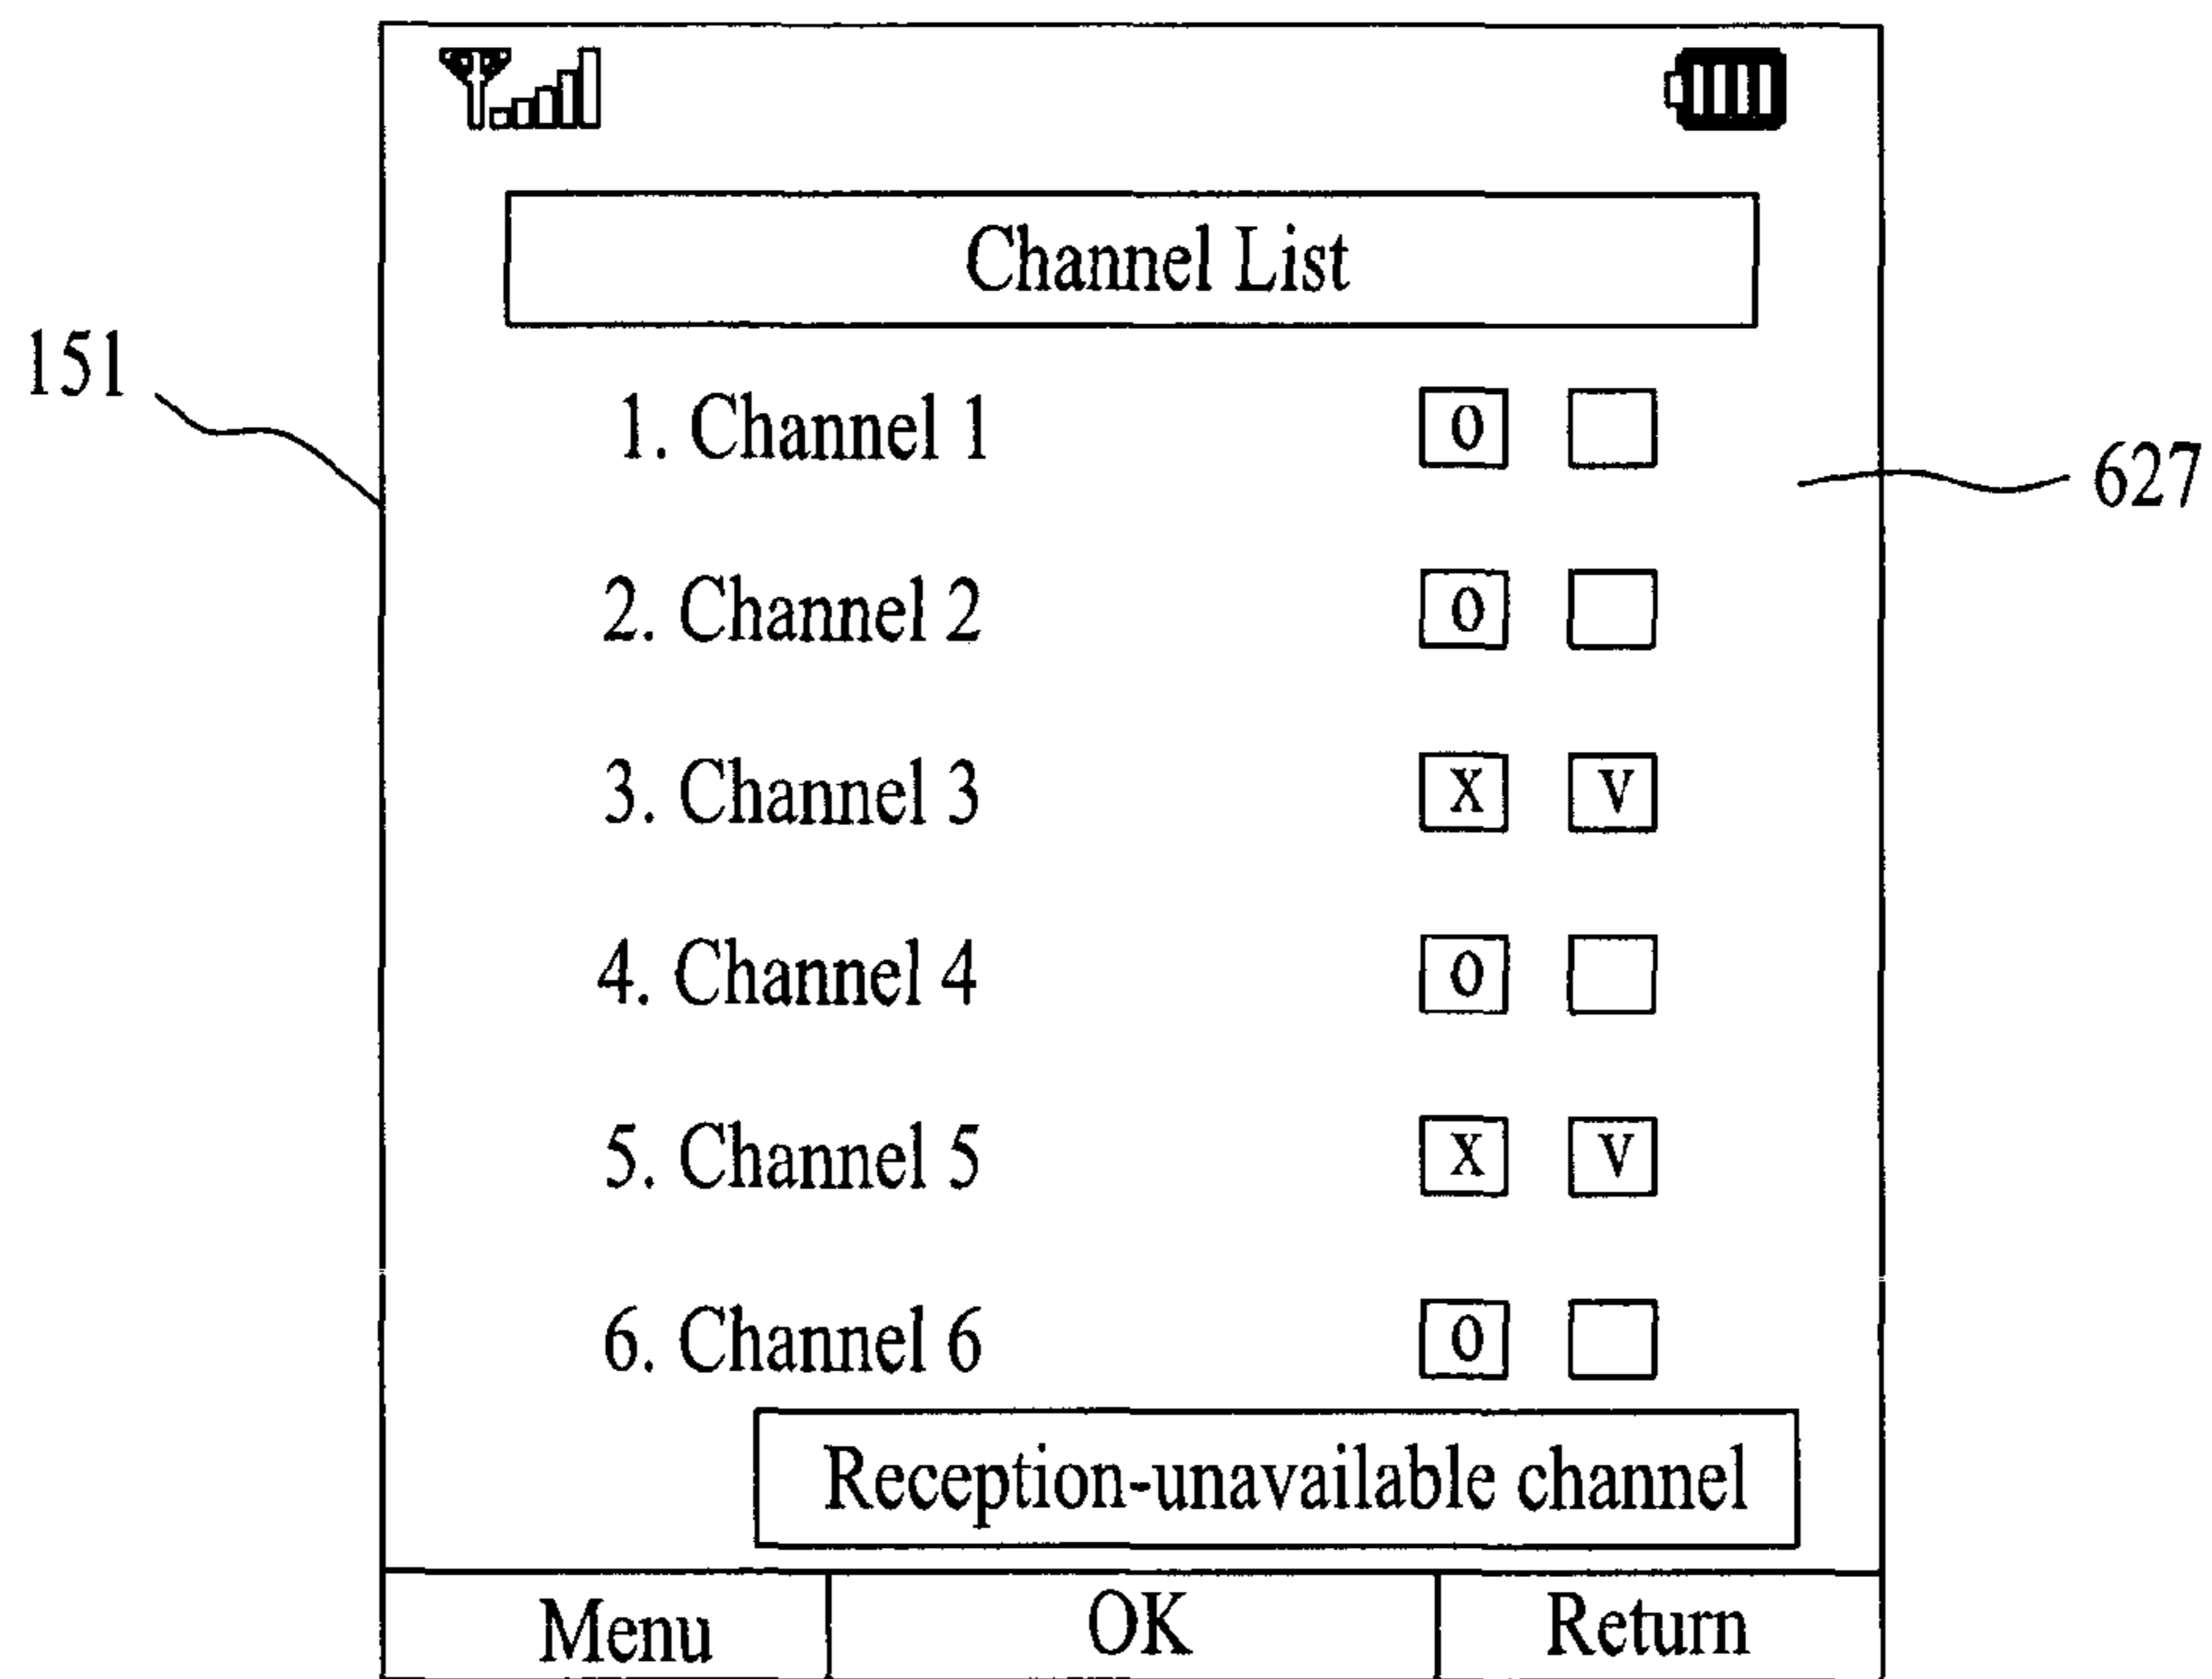 Channel List
151
1. Channel 1 O
627
2. Channel 2 O
3. Channel 3 X V
4. Channel 4 O
5. Channel 5 X V
6. Channel 6 O
Reception-unavailable channel
Menu OK Return